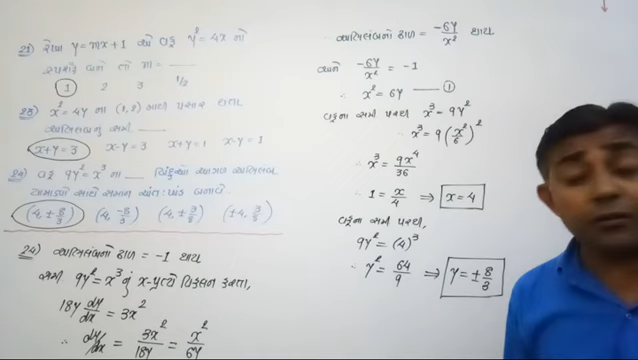 21) રેખા y = mx + 1 એ વક્ર y² = 4x નો
સ્પર્શક બને તો m = ______
1 2 3 1/2
23) x² = 4y ના (1, 2) માંથી પસાર થતા
અભિલંબનું સમી. ______
x+y = 3 x-y = 3 x+y = 1 x-y = 1
24) વક્ર 9y² = x³ ના ____ બિંદુઓ આગળ અભિલંબ
યામાક્ષો સાથે સમાન અંતઃખંડ બનાવે.
(4, ± 8/3) (4, -8/3) (4, ± 3/8) (±4, 3/8)
24) અભિલંબનો ઢાળ = -1 થાય
સમી. 9y² = x³ નું x-પ્રત્યે વિકલન કરતા,
18y dy/dx = 3x²
∴ dy/dx = 3x²/18y = x²/6y
∴ અભિલંબનો ઢાળ = -6y/x² થાય
અને -6y/x² = -1
∴ x² = 6y —— ①
વક્રના સમી પરથી x³ = 9y²
∴ x³ = 9(x²/6)²
∴ x³ = 9x⁴/36
∴ 1 = x/4 ⇒ x = 4
વક્રના સમી પરથી,
9y² = (4)³
∴ y² = 64/9 ⇒ y = ± 8/3